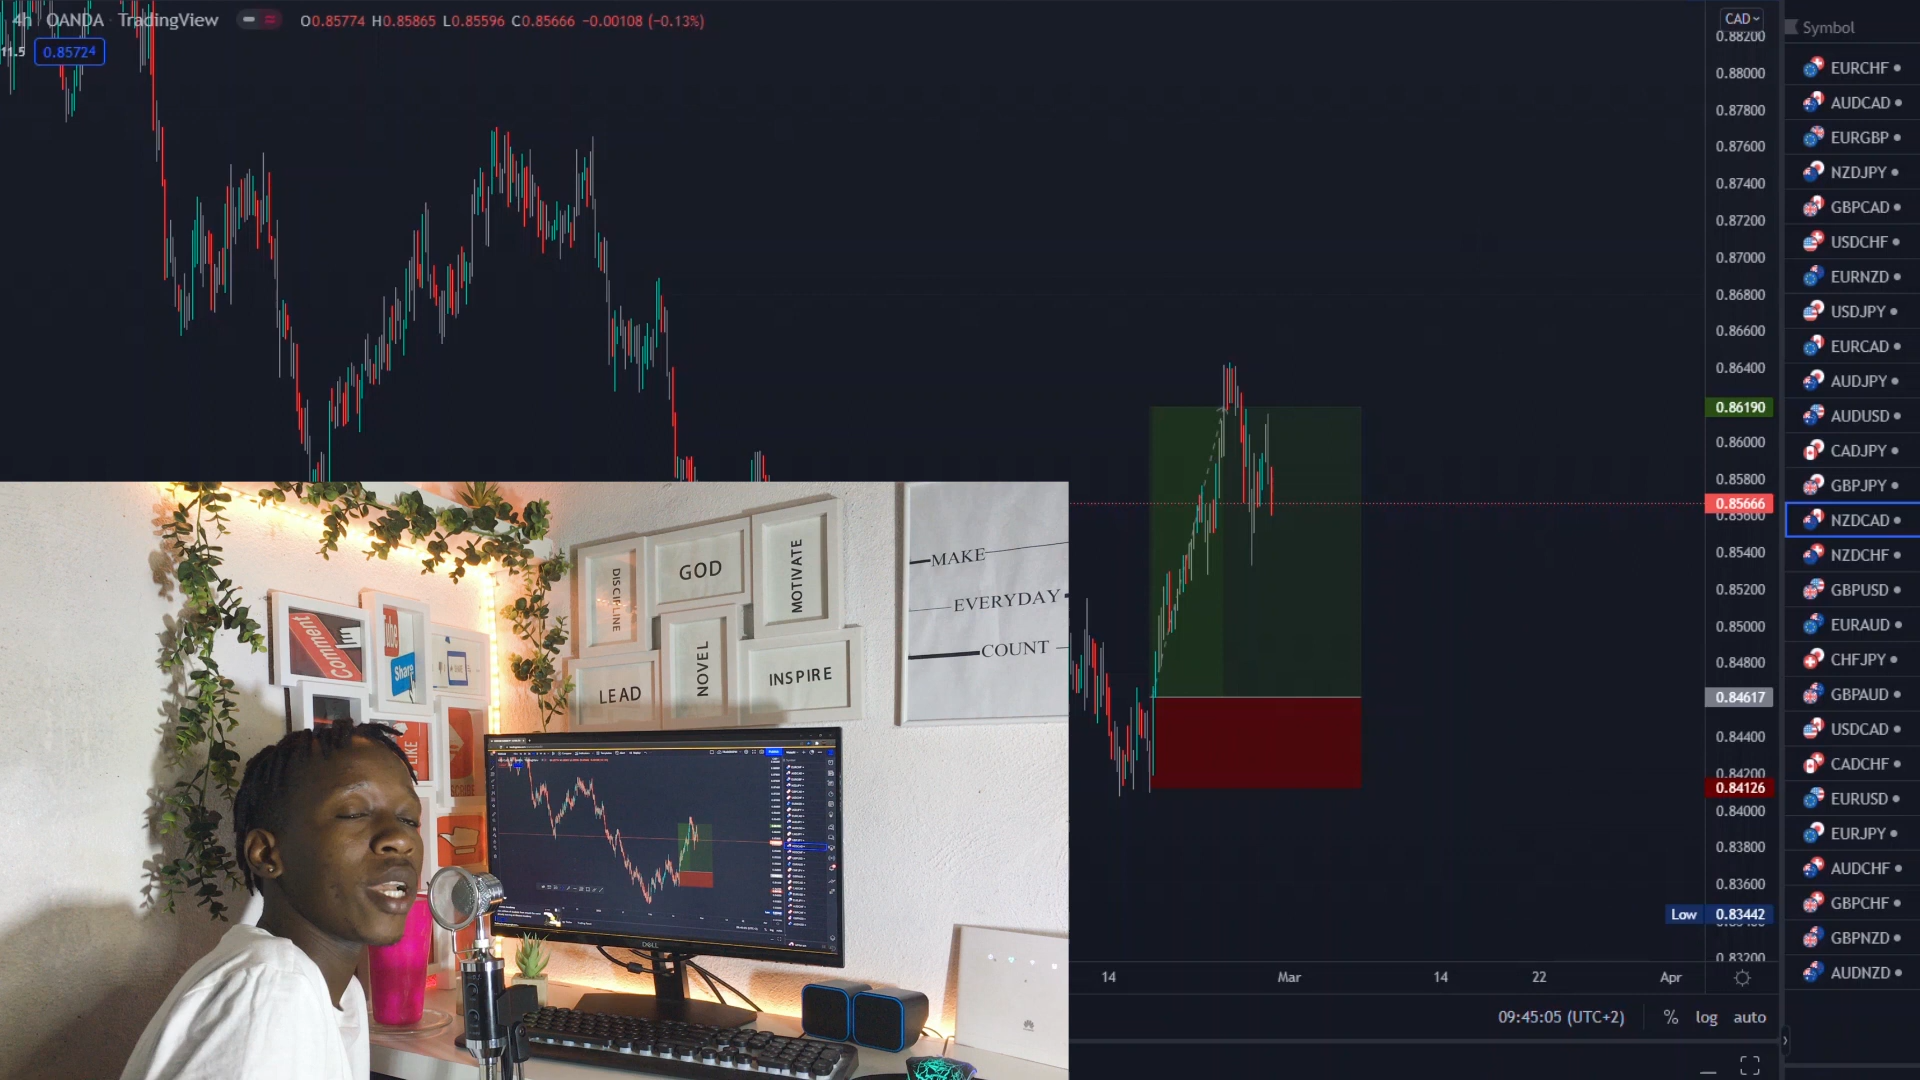 4h OANDA TradingView
O0.85774 H0.85865 L0.85596 C0.85666 −0.00108 (−0.13%)
11.5 0.85724
CAD
0.88200
0.88000
0.87800
0.87600
0.87400
0.87200
0.87000
0.86800
0.86600
0.86400
0.86190
0.86000
0.85800
0.85666
0.85600
0.85400
0.85200
0.85000
0.84800
0.84617
0.84400
0.84200
0.84126
0.84000
0.83800
0.83600
Low 0.83442
0.83200
14 Mar 14 22 Apr
09:45:05 (UTC+2) % log auto
Symbol
EURCHF
AUDCAD
EURGBP
NZDJPY
GBPCAD
USDCHF
EURNZD
USDJPY
EURCAD
AUDJPY
AUDUSD
CADJPY
GBPJPY
NZDCAD
NZDCHF
GBPUSD
EURAUD
CHFJPY
GBPAUD
USDCAD
CADCHF
EURUSD
EURJPY
AUDCHF
GBPCHF
GBPNZD
AUDNZD
DISCIPLINE
GOD
MOTIVATE
LEAD
NOVEL
INSPIRE
MAKE
EVERYDAY
COUNT
Comment
Tube
Share
LIKE
DELL